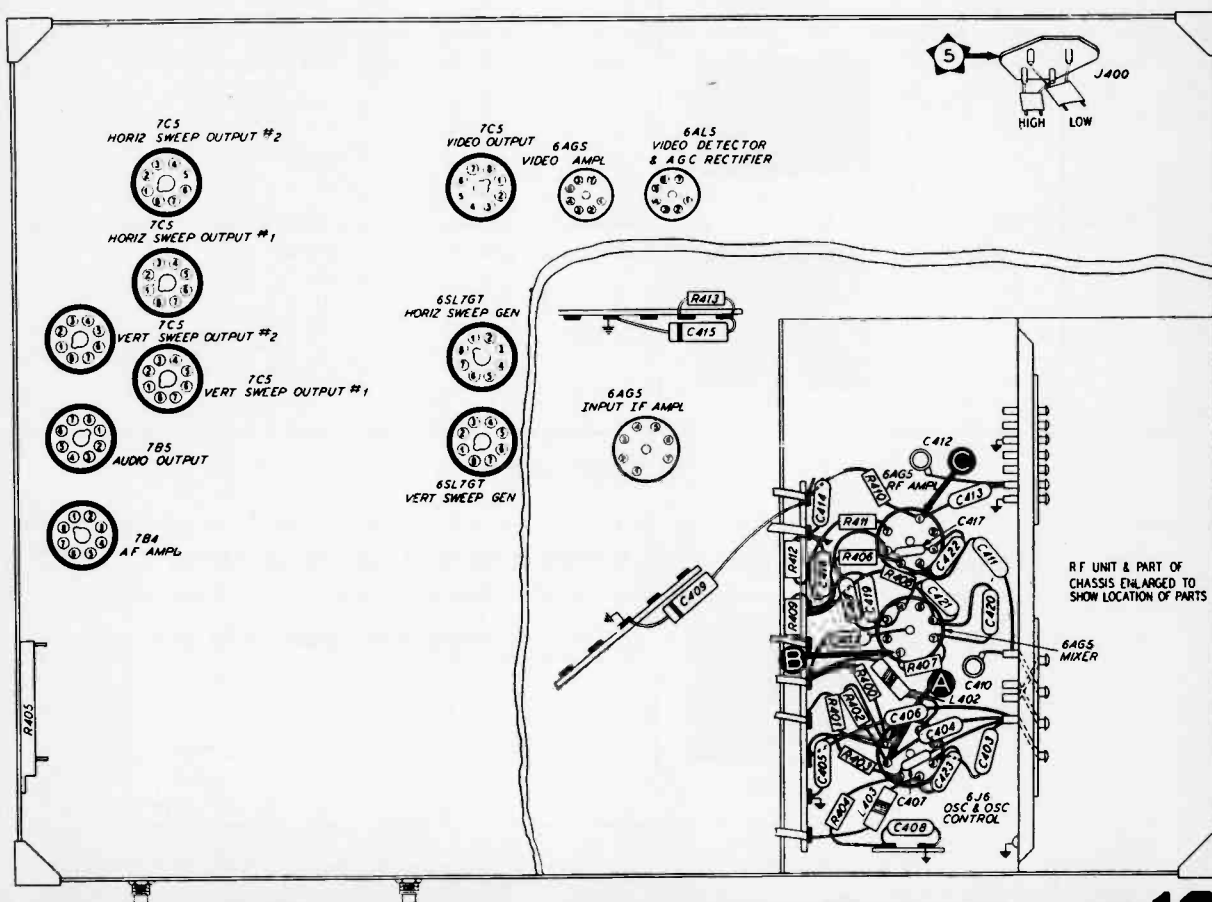 5
J400
HIGH
LOW
7C5
HORIZ SWEEP OUTPUT #2
7C5
VIDEO OUTPUT
6AG5
VIDEO AMPL
6AL5
VIDEO DETECTOR
& AGC RECTIFIER
7C5
HORIZ SWEEP OUTPUT #1
7C5
VERT SWEEP OUTPUT #2
7C5
VERT SWEEP OUTPUT #1
6SL7GT
HORIZ SWEEP GEN
R413
C415
6AG5
INPUT IF AMPL
7B5
AUDIO OUTPUT
6SL7GT
VERT SWEEP GEN
7B4
AF AMPL
R405
C409
C412
C
6AG5
RF AMPL
C414
R410
C413
R411
C417
R412
R406
C422
C411
R408
C419
C421
C420
R409
6AG5
MIXER
B
R407
A
C410
R400
L402
R401
R402
C406
C404
C403
C405
R403
C423
R404
L403
C407
C408
6J6
OSC & OSC
CONTROL
RF UNIT & PART OF
CHASSIS ENLARGED TO
SHOW LOCATION OF PARTS